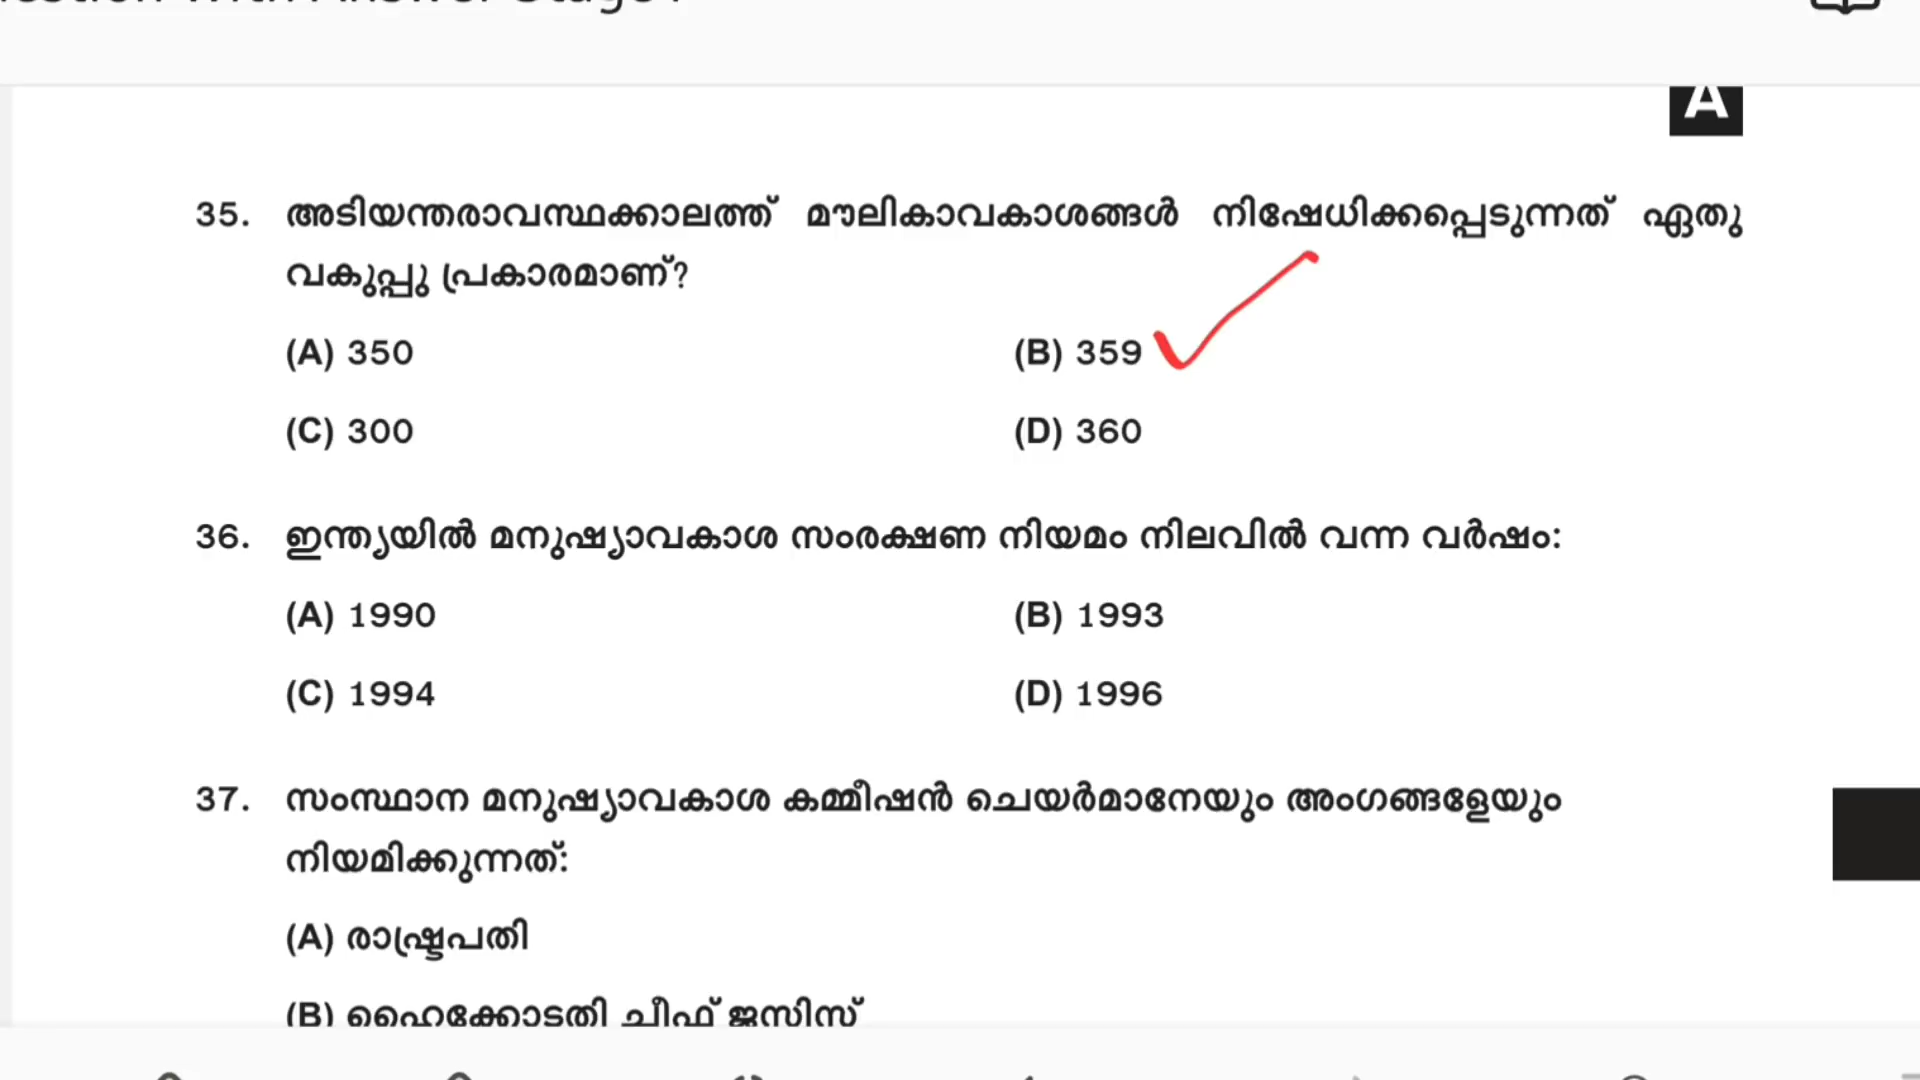 A
35. അടിയന്തരാവസ്ഥക്കാലത്ത് മൗലികാവകാശങ്ങൾ നിഷേധിക്കപ്പെടുന്നത് ഏതു
വകുപ്പു പ്രകാരമാണ്?
(A) 350 (B) 359
(C) 300 (D) 360
36. ഇന്ത്യയിൽ മനുഷ്യാവകാശ സംരക്ഷണ നിയമം നിലവിൽ വന്ന വർഷം:
(A) 1990 (B) 1993
(C) 1994 (D) 1996
37. സംസ്ഥാന മനുഷ്യാവകാശ കമ്മീഷൻ ചെയർമാനേയും അംഗങ്ങളേയും
നിയമിക്കുന്നത്:
(A) രാഷ്ട്രപതി
(B) ഹൈക്കോടതി ചീഫ് ജസ്റ്റിസ്